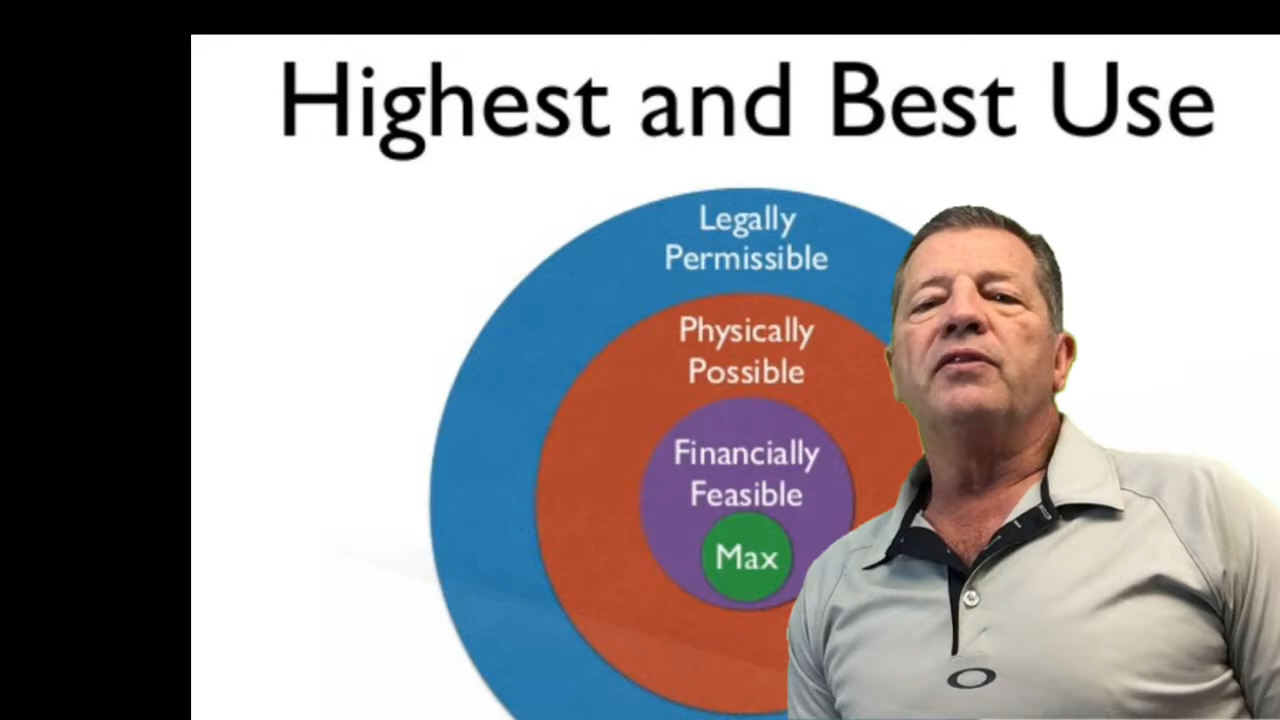 Highest and Best Use
Legally
Permissible
Physically
Possible
Financially
Feasible
Max